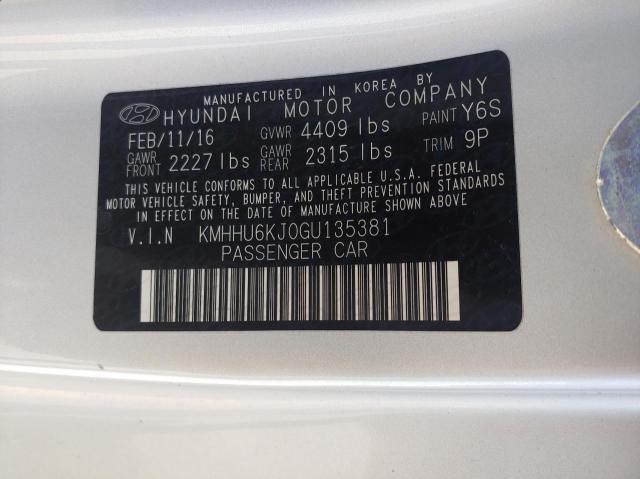 MANUFACTURED IN KOREA BY
HYUNDAI MOTOR COMPANY
FEB/11/16 GVWR 4409 lbs PAINT Y6S
GAWR FRONT 2227 lbs GAWR REAR 2315 lbs TRIM 9P
THIS VEHICLE CONFORMS TO ALL APPLICABLE U.S.A. FEDERAL
MOTOR VEHICLE SAFETY, BUMPER, AND THEFT PREVENTION STANDARDS
IN EFFECT ON THE DATE OF MANUFACTURE SHOWN ABOVE.
V.I.N KMHHU6KJ0GU135381
PASSENGER CAR